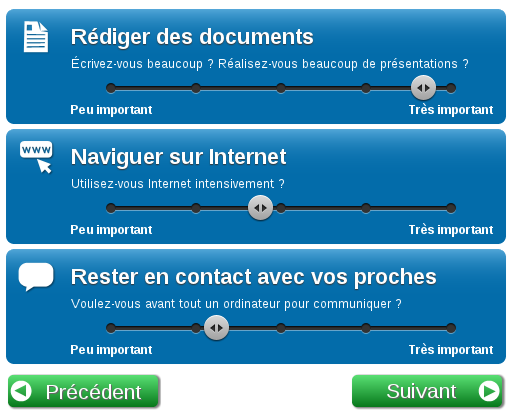 Rédiger des documents
Écrivez-vous beaucoup ? Réalisez-vous beaucoup de présentations ?
Peu important Très important
WWW
Naviguer sur Internet
Utilisez-vous Internet intensivement ?
Peu important Très important
Rester en contact avec vos proches
Voulez-vous avant tout un ordinateur pour communiquer ?
Peu important Très important
Précédent Suivant